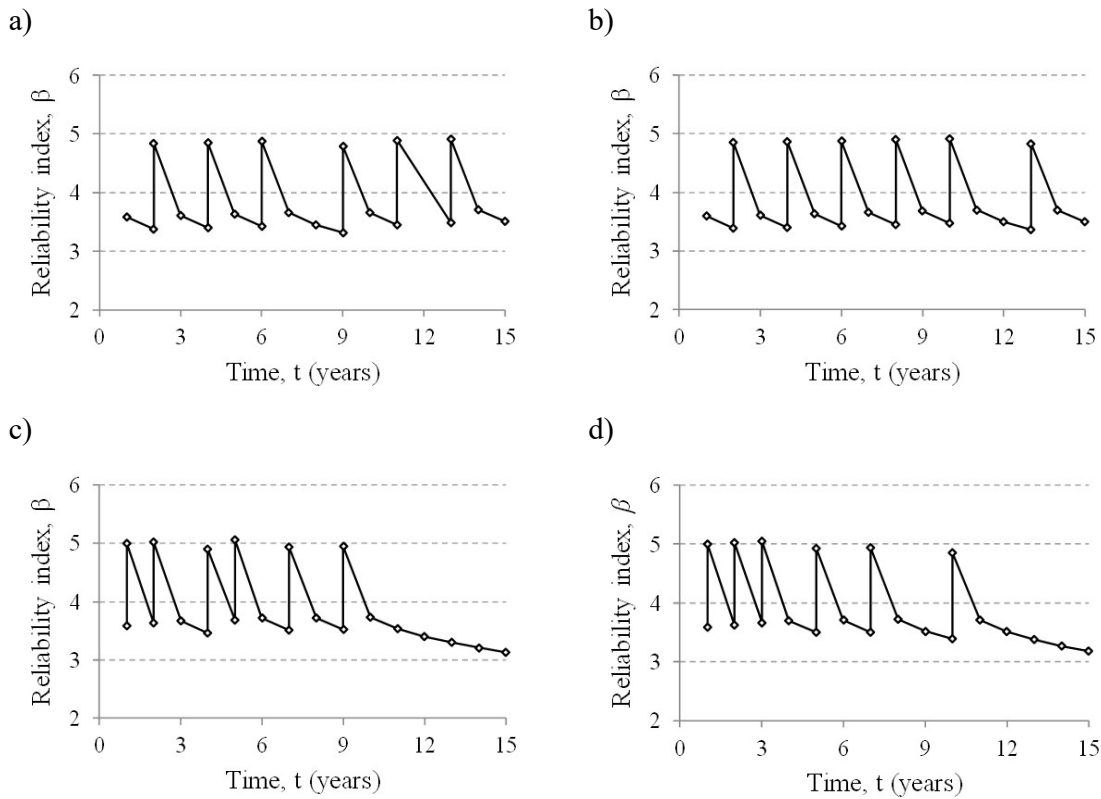 a)
6
5
4
3
2
0 3 6 9 12 15
Reliability index, β
Time, t (years)
b)
6
5
4
3
2
0 3 6 9 12 15
Reliability index, β
Time, t (years)
c)
6
5
4
3
2
0 3 6 9 12 15
Reliability index, β
Time, t (years)
d)
6
5
4
3
2
0 3 6 9 12 15
Reliability index, β
Time, t (years)